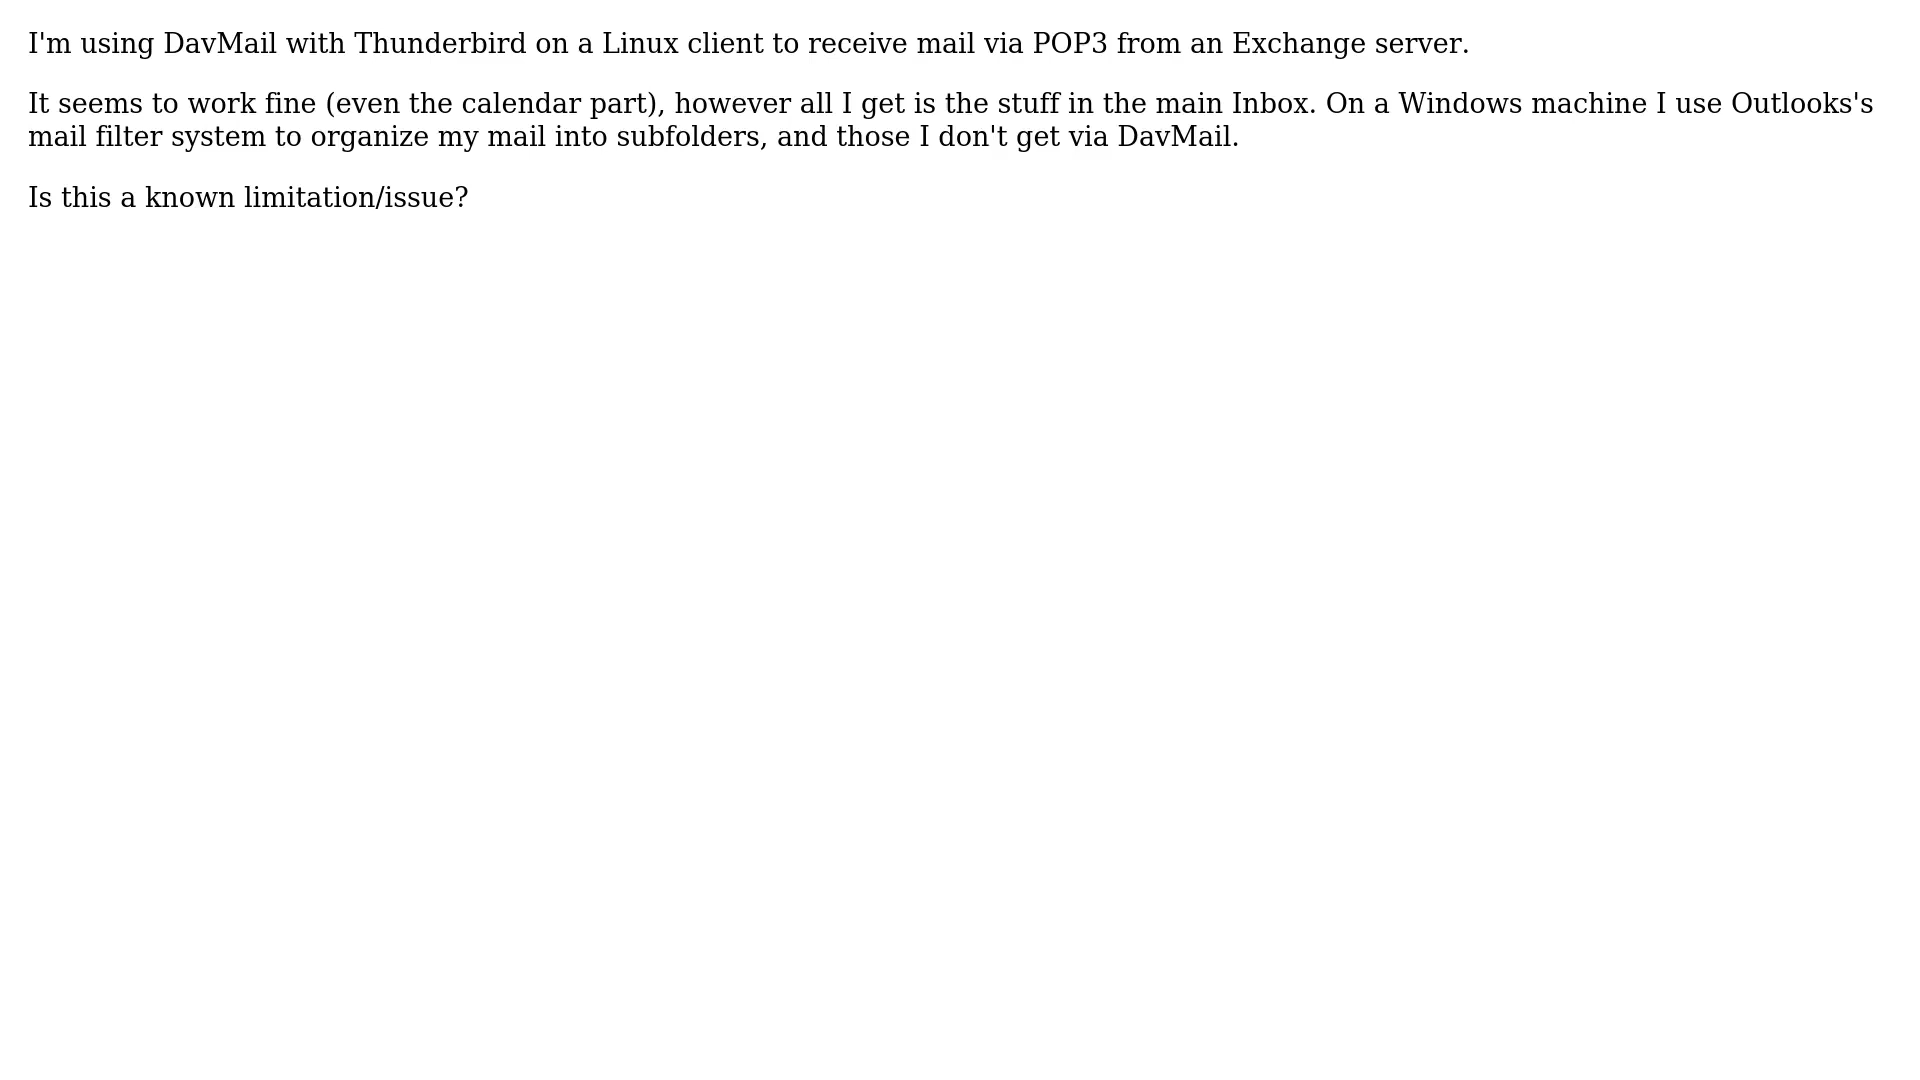 I'm using DavMail with Thunderbird on a Linux client to receive mail via POP3 from an Exchange server.
It seems to work fine (even the calendar part), however all I get is the stuff in the main Inbox. On a Windows machine I use Outlooks's
mail filter system to organize my mail into subfolders, and those I don't get via DavMail.
Is this a known limitation/issue?